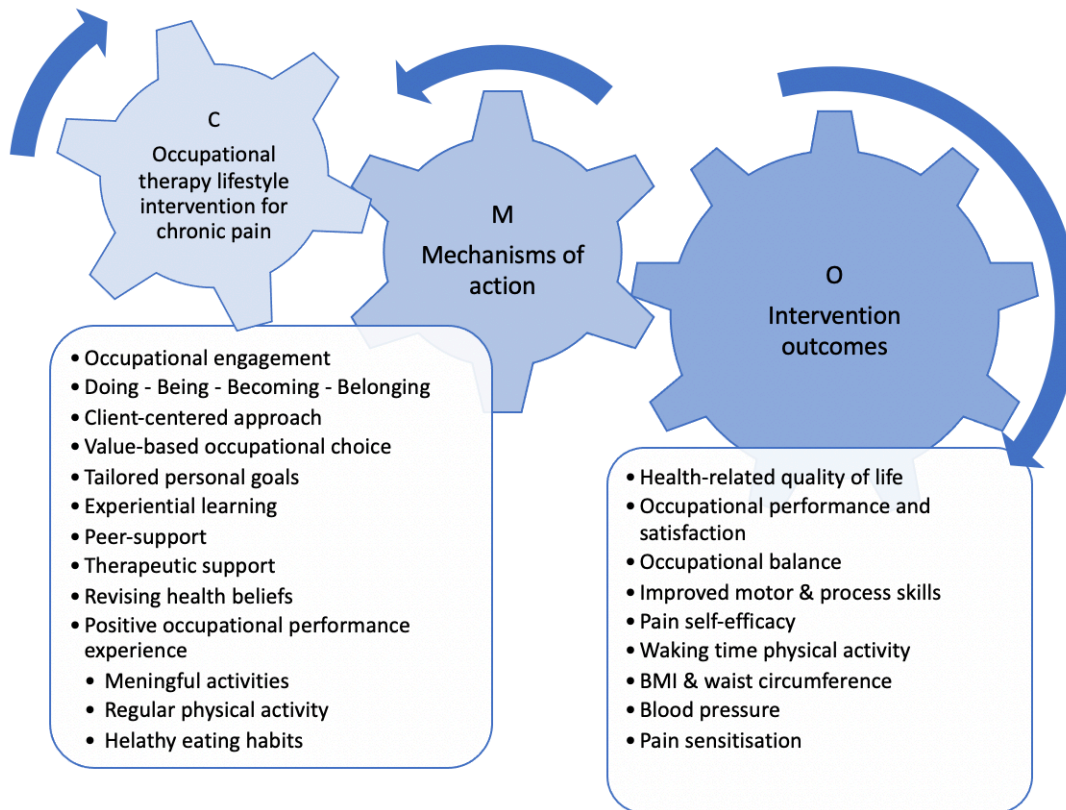 C
Occupational
therapy lifestyle
intervention for
chronic pain
M
Mechanisms of
action
O
Intervention
outcomes
• Occupational engagement
• Doing - Being - Becoming - Belonging
• Client-centered approach
• Value-based occupational choice
• Tailored personal goals
• Experiential learning
• Peer-support
• Therapeutic support
• Revising health beliefs
• Positive occupational performance
experience
• Meaningful activities
• Regular physical activity
• Helathy eating habits
• Health-related quality of life
• Occupational performance and
satisfaction
• Occupational balance
• Improved motor & process skills
• Pain self-efficacy
• Waking time physical activity
• BMI & waist circumference
• Blood pressure
• Pain sensitisation